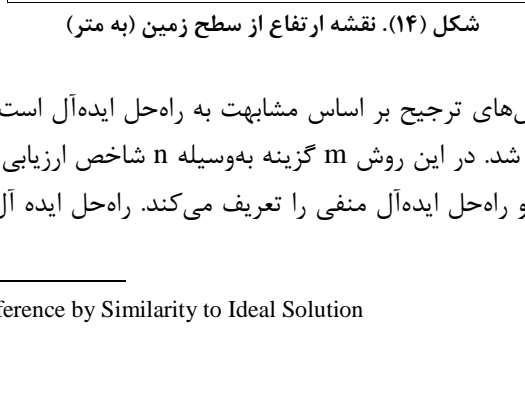 شکل (۱۴). نقشه ارتفاع از سطح زمین (به متر)
های ترجیح بر اساس مشابهت به راه‌حل ایده‌آل است
شد. در این روش m گزینه به‌وسیله n شاخص ارزیابی
و راه‌حل ایده‌آل منفی را تعریف می‌کند. راه‌حل ایده آل
ference by Similarity to Ideal Solution